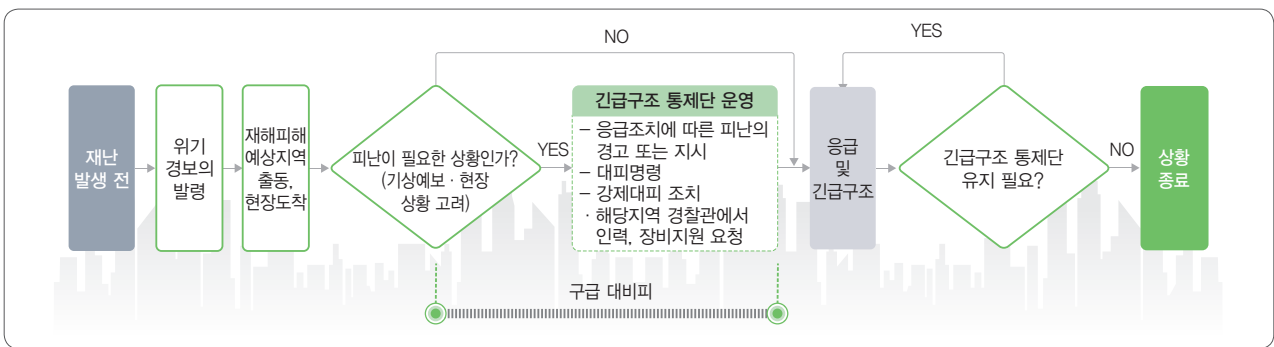 NO
YES
재난
발생 전
위기
경보의
발령
재해피해
예상지역
출동,
현장도착
피난이 필요한 상황인가?
(기상예보 · 현장
상황 고려)
YES
긴급구조 통제단 운영
– 응급조치에 따른 피난의
경고 또는 지시
– 대피명령
– 강제대피 조치
· 해당지역 경찰관에서
인력, 장비지원 요청
응급
및
긴급구조
긴급구조 통제단
유지 필요?
NO
상황
종료
구급 대비피